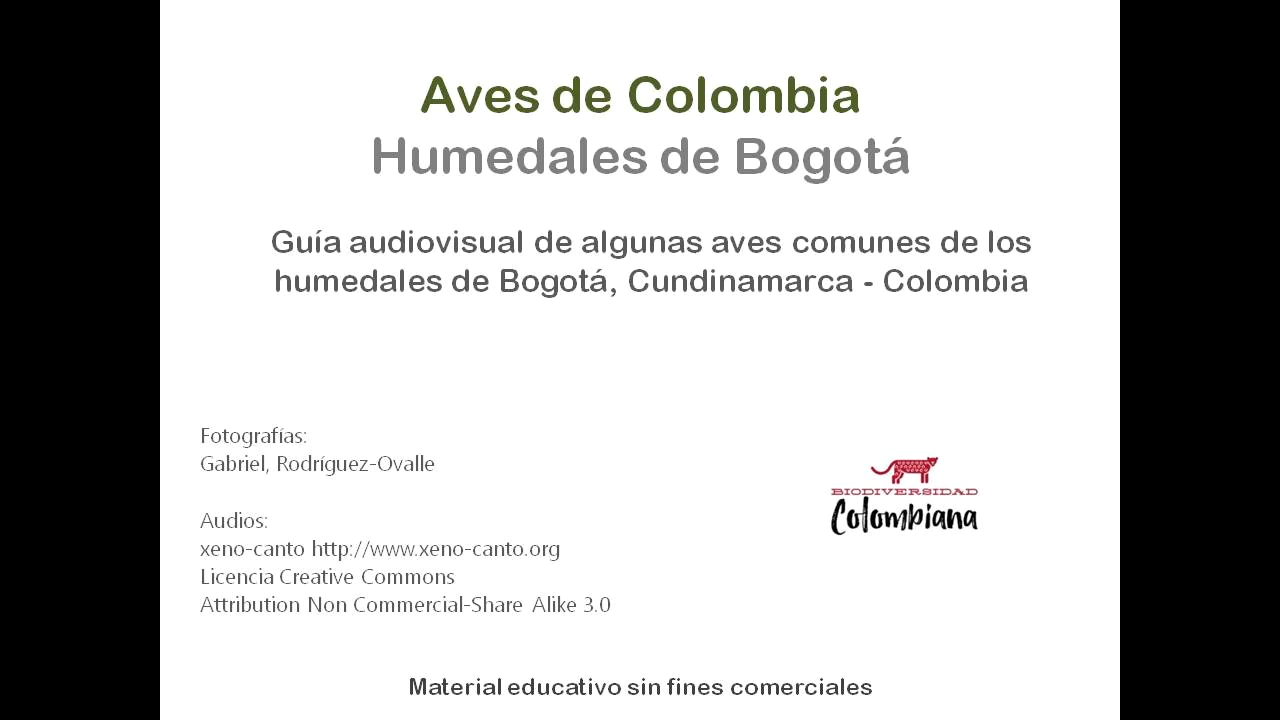 Aves de Colombia
Humedales de Bogotá
Guía audiovisual de algunas aves comunes de los
humedales de Bogotá, Cundinamarca - Colombia
Fotografías:
Gabriel, Rodríguez-Ovalle
Audios:
xeno-canto http://www.xeno-canto.org
Licencia Creative Commons
Attribution Non Commercial-Share Alike 3.0
BIODIVERSIDAD
Colombiana
Material educativo sin fines comerciales